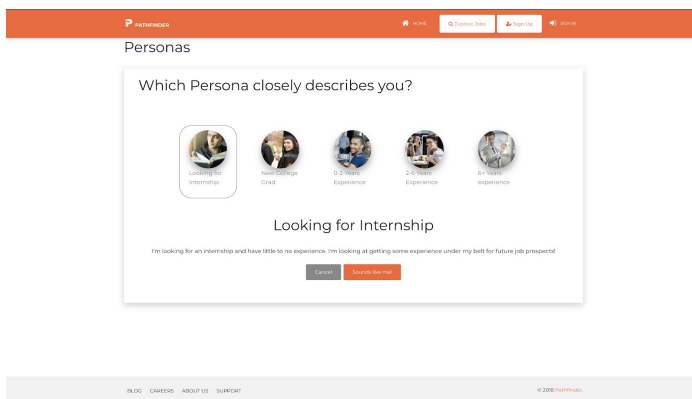 PATHFINDER
HOME
Explore Jobs
Sign Up
SIGN IN
Personas
Which Persona closely describes you?
Looking for
Internship
New College
Grad
0-2 Years
Experience
2-6 Years
Experience
6+ Years
experience
Looking for Internship
I'm looking for an internship and have little to no experience. I'm looking at getting some experience under my belt for future job prospects!
Cancel
Sounds like me!
BLOG CAREERS ABOUT US SUPPORT
© 2018 Pathfinder.